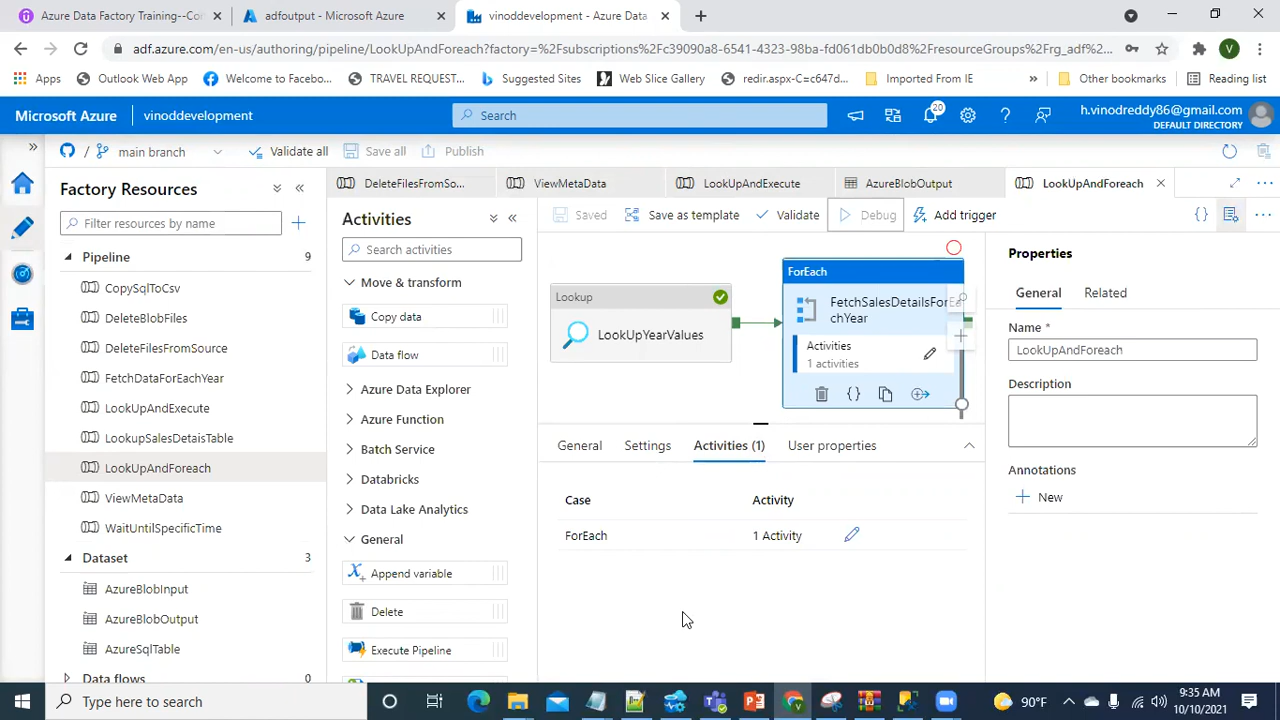 Azure Data Factory Training--Co
adfoutput - Microsoft Azure
vinoddevelopment - Azure Data
adf.azure.com/en-us/authoring/pipeline/LookUpAndForeach?factory=%2Fsubscriptions%2Fc39090a8-6541-4323-98ba-fd061db0b0d8%2FresourceGroups%2Frg_adf%2Fp...
V
Apps
Outlook Web App
Welcome to Facebo...
TRAVEL REQUEST...
Suggested Sites
Web Slice Gallery
redir.aspx-C=c647d...
Imported From IE
»
Other bookmarks
Reading list
Microsoft Azure
vinoddevelopment
Search
20
h.vinodreddy86@gmail.com
DEFAULT DIRECTORY
/
main branch
Validate all
Save all
Publish
Factory Resources
Filter resources by name
Pipeline
9
CopySqlToCsv
DeleteBlobFiles
DeleteFilesFromSource
FetchDataForEachYear
LookUpAndExecute
LookupSalesDetaisTable
LookUpAndForeach
ViewMetaData
WaitUntilSpecificTime
Dataset
3
AzureBlobInput
AzureBlobOutput
AzureSqlTable
Data flows
DeleteFilesFromSo...
ViewMetaData
LookUpAndExecute
AzureBlobOutput
LookUpAndForeach
Activities
Search activities
Move & transform
Copy data
Data flow
Azure Data Explorer
Azure Function
Batch Service
Databricks
Data Lake Analytics
General
Append variable
Delete
Execute Pipeline
Saved
Save as template
Validate
Debug
Add trigger
Lookup
LookUpYearValues
ForEach
FetchSalesDetailsForEa
chYear
Activities
1 activities
General
Settings
Activities (1)
User properties
Case
Activity
ForEach
1 Activity
Properties
General
Related
Name *
LookUpAndForeach
Description
Annotations
New
Type here to search
90°F
9:35 AM
10/10/2021